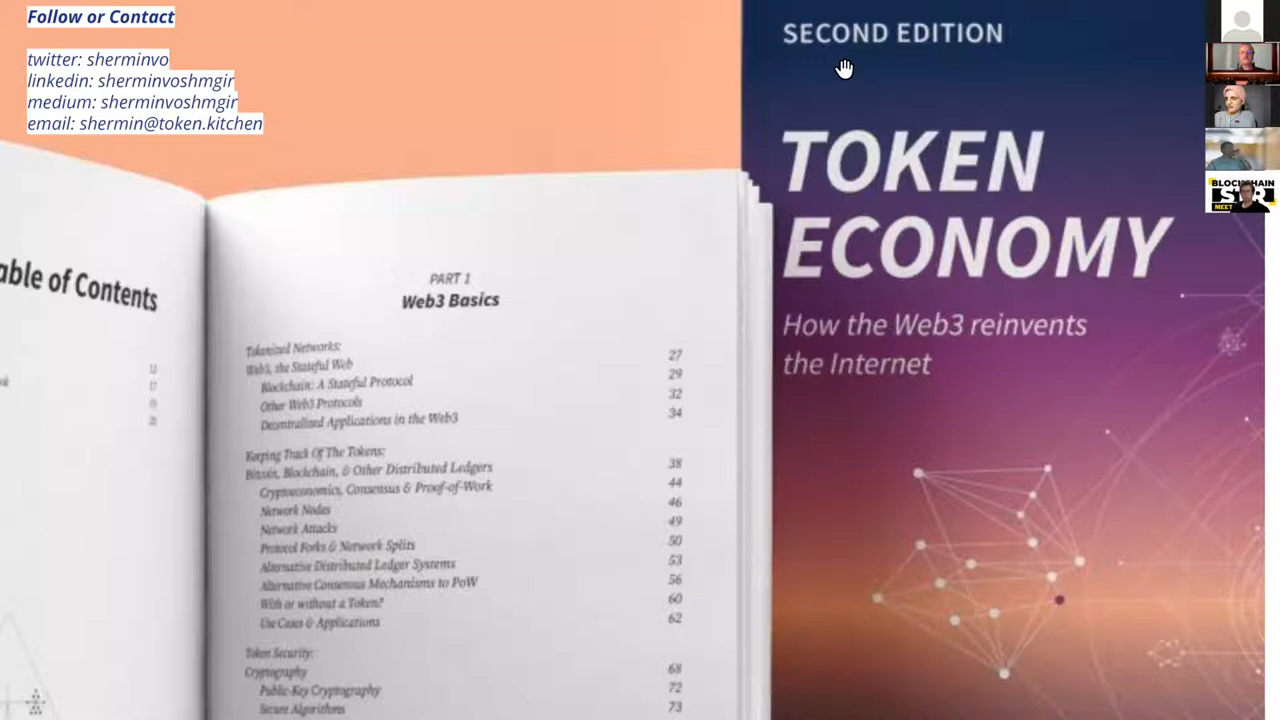 Follow or Contact
twitter: sherminvo
linkedin: sherminvoshmgir
medium: sherminvoshmgir
email: shermin@token.kitchen
able of Contents
PART 1
Web3 Basics
Tokenized Networks:
Web3, the Stateful Web 27
Blockchain: A Stateful Protocol 29
Other Web3 Protocols 32
Decentralised Applications in the Web3 34
Keeping Track Of The Tokens:
Bitcoin, Blockchain, & Other Distributed Ledgers 38
Cryptoeconomics, Consensus & Proof-of-Work 44
Network Nodes 46
Network Attacks 49
Protocol Forks & Network Splits 50
Alternative Distributed Ledger Systems 53
Alternative Consensus Mechanisms to PoW 56
With or without a Token? 60
Use Cases & Applications 62
Token Security:
Cryptography 68
Public-Key Cryptography 72
Secure Algorithms 73
SECOND EDITION
TOKEN
ECONOMY
How the Web3 reinvents
the Internet
BLOCKCHAIN
MEET